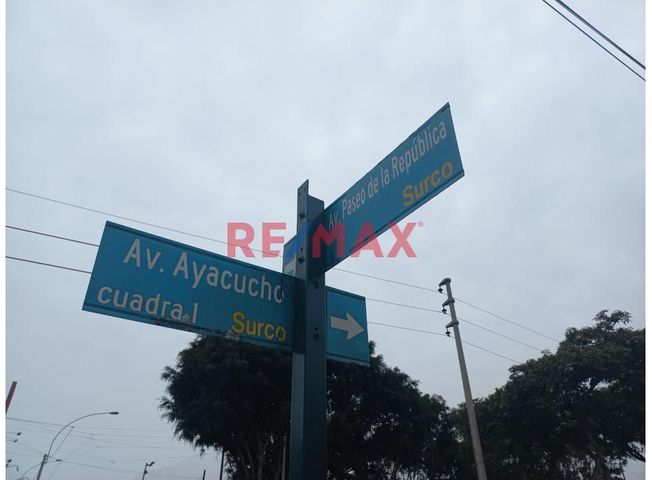 Av. Paseo de la República
Surco
RE/MAX®
Av. Ayacucho
cuadra 1
Surco